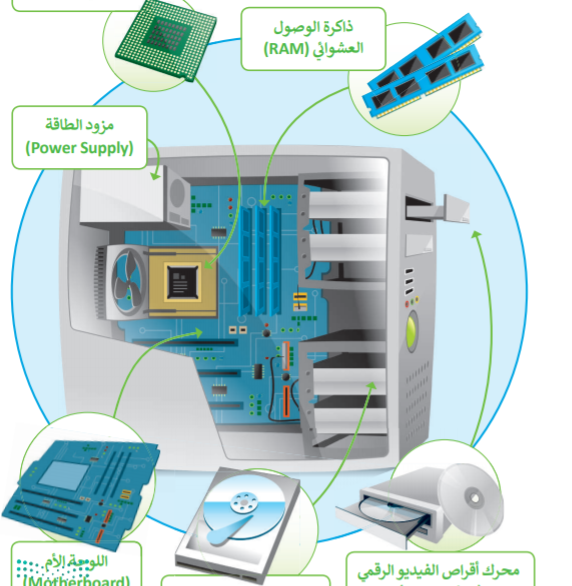 ذاكرة الوصول
العشوائي (RAM)
مزود الطاقة
(Power Supply)
اللوحة الأم
(Motherboard)
محرك أقراص الفيديو الرقمي